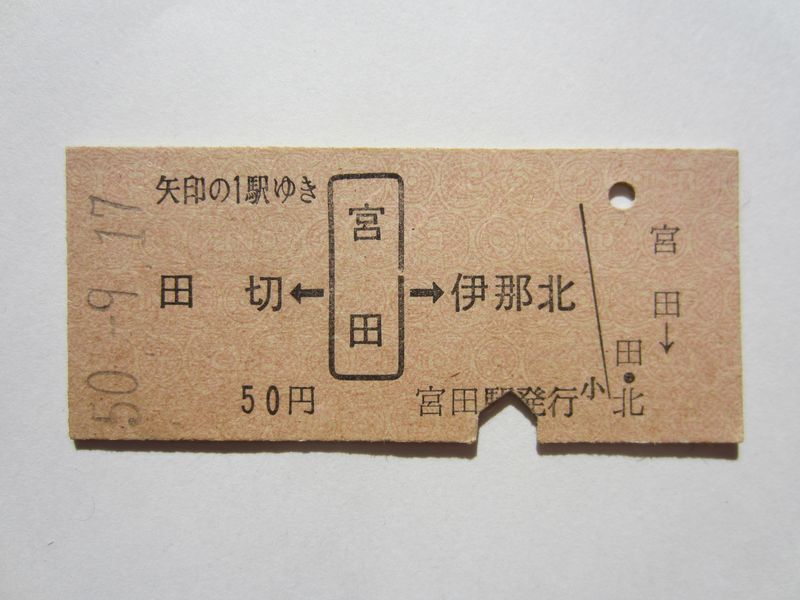 50.-9.17
矢印の1駅ゆき
宮田
田切←
→伊那北
50円
宮田駅発行
小
宮田↓
田・北